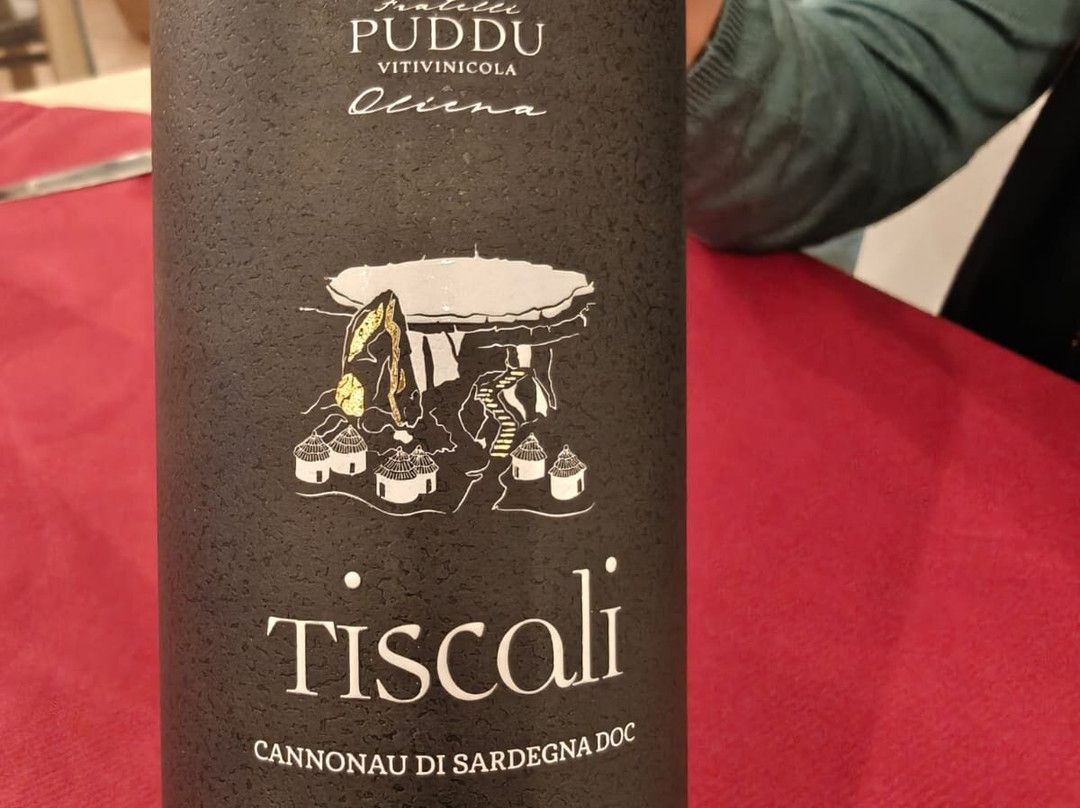 Fratelli
PUDDU
VITIVINICOLA
Oliena
Tiscali
CANNONAU DI SARDEGNA DOC